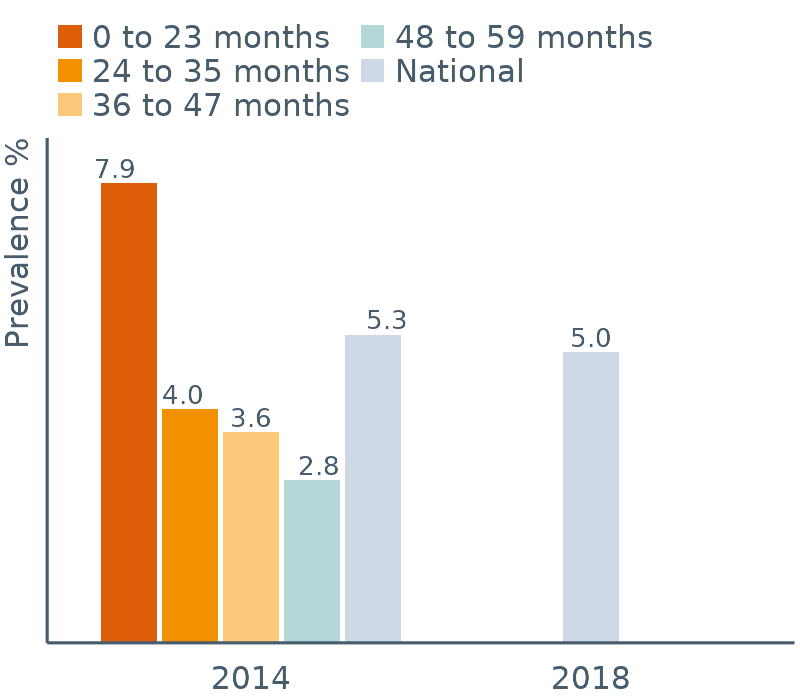 0 to 23 months
24 to 35 months
36 to 47 months
48 to 59 months
National
Prevalence %
7.9
4.0
3.6
2.8
5.3
5.0
2014
2018